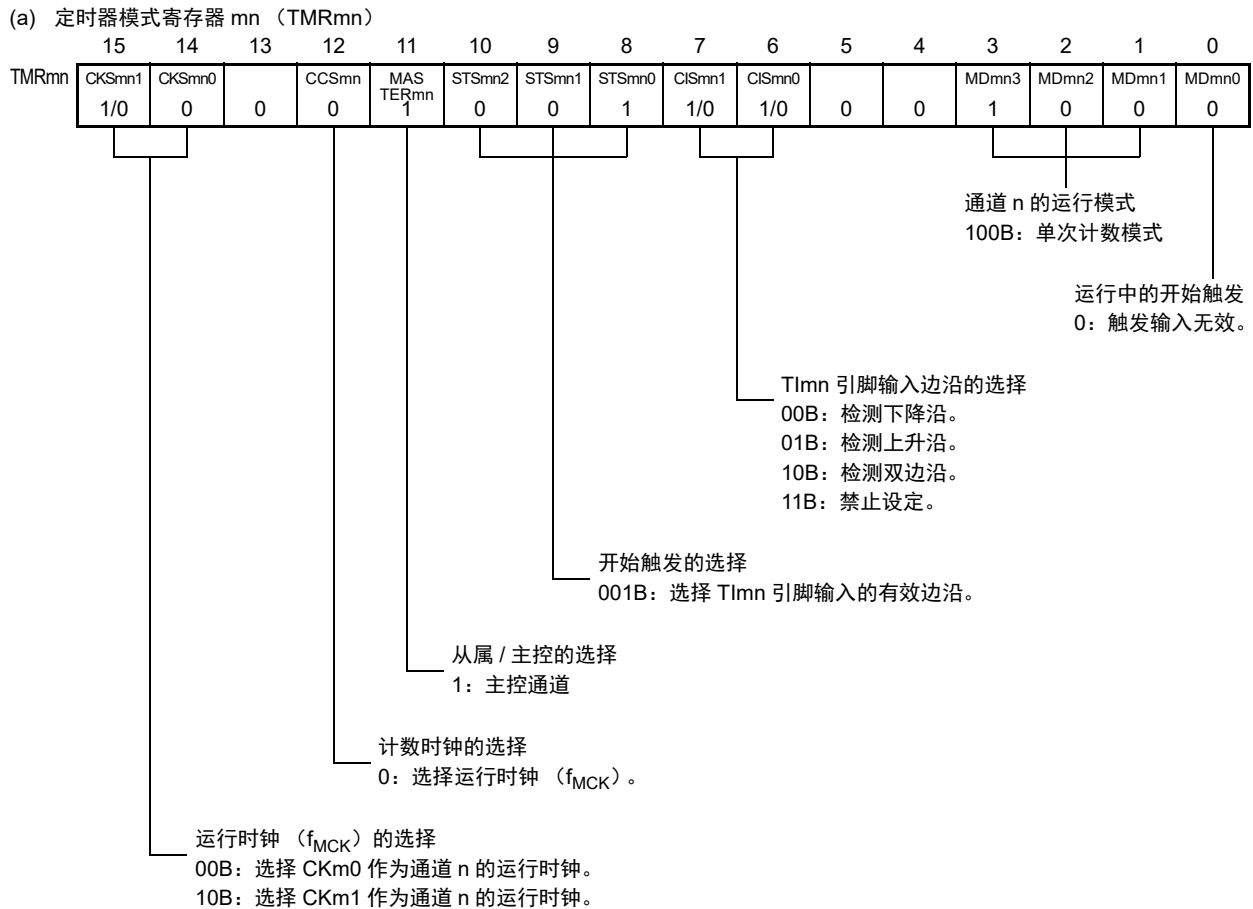 (a) 定时器模式寄存器 mn （TMRmn）
15 14 13 12 11 10 9 8 7 6 5 4 3 2 1 0
TMRmn CKSmn1 CKSmn0 CCSmn MAS TERmn STSmn2 STSmn1 STSmn0 CISmn1 CISmn0 MDmn3 MDmn2 MDmn1 MDmn0
1/0 0 0 0 1 0 0 1 1/0 1/0 0 0 1 0 0 0
通道 n 的运行模式
100B：单次计数模式
运行中的开始触发
0：触发输入无效。
TImn 引脚输入边沿的选择
00B：检测下降沿。
01B：检测上升沿。
10B：检测双边沿。
11B：禁止设定。
开始触发的选择
001B：选择 TImn 引脚输入的有效边沿。
从属 / 主控的选择
1：主控通道
计数时钟的选择
0：选择运行时钟 （fMCK）。
运行时钟 （fMCK）的选择
00B：选择 CKm0 作为通道 n 的运行时钟。
10B：选择 CKm1 作为通道 n 的运行时钟。